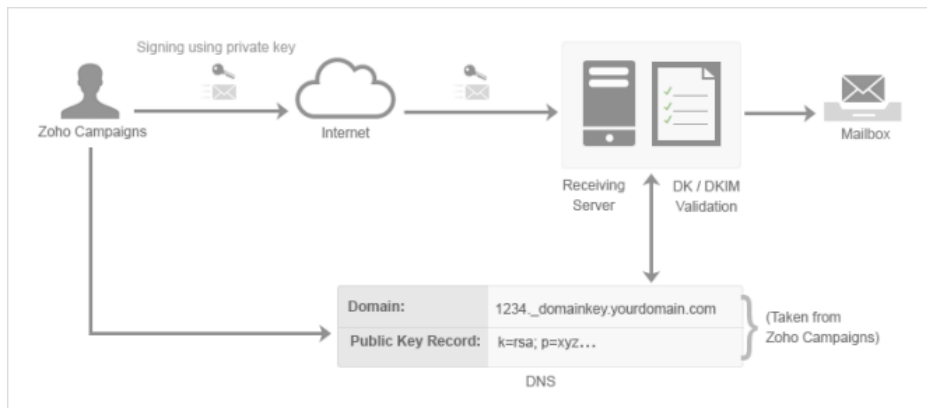 Signing using private key
Zoho Campaigns
Internet
Mailbox
Receiving
Server
DK / DKIM
Validation
Domain:
1234._domainkey.yourdomain.com
Public Key Record:
k=rsa; p=xyz...
(Taken from
Zoho Campaigns)
DNS